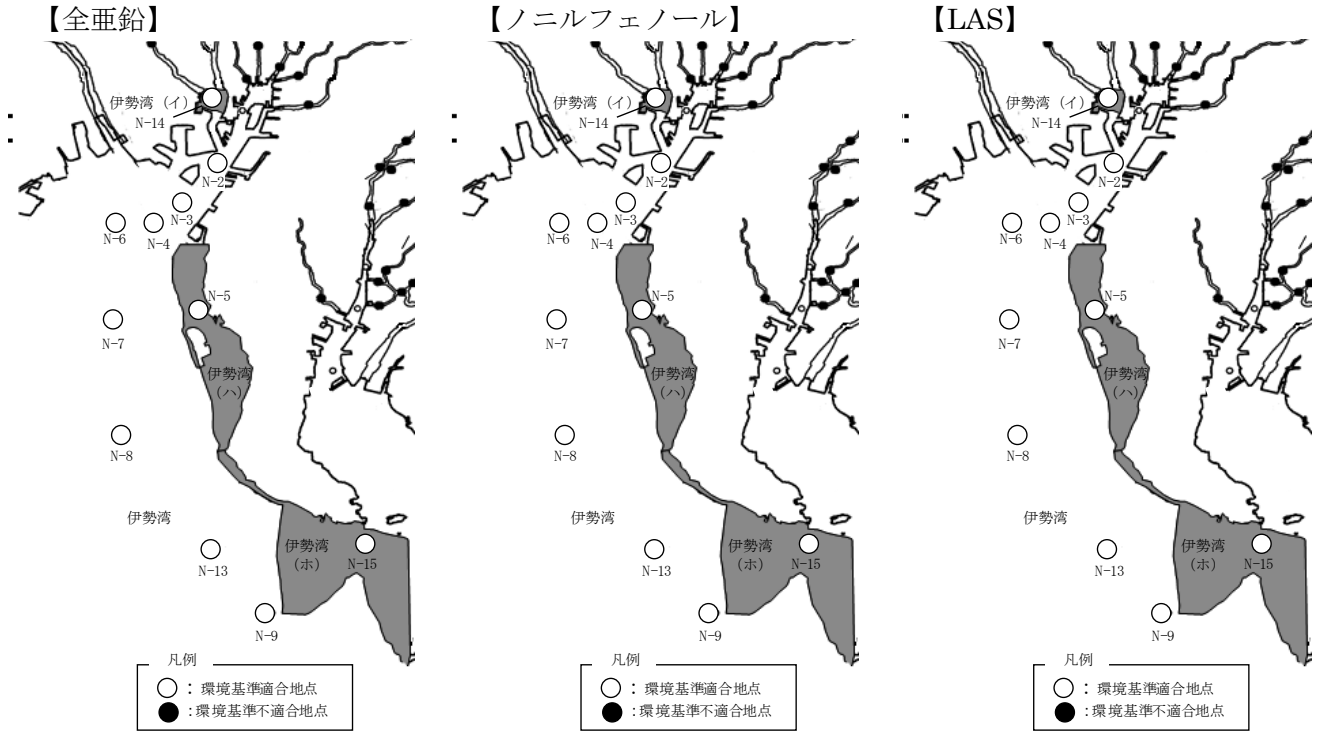 【全亜鉛】
伊勢湾（イ）
N-14
N-2
N-3
N-6
N-4
N-5
N-7
伊勢湾
（ハ）
N-8
伊勢湾
伊勢湾
（ホ）
N-15
N-13
N-9
凡例
○：環境基準適合地点
●：環境基準不適合地点
【ノニルフェノール】
伊勢湾（イ）
N-14
N-2
N-3
N-6
N-4
N-5
N-7
伊勢湾
（ハ）
N-8
伊勢湾
伊勢湾
（ホ）
N-15
N-13
N-9
凡例
○：環境基準適合地点
●：環境基準不適合地点
【LAS】
伊勢湾（イ）
N-14
N-2
N-3
N-6
N-4
N-5
N-7
伊勢湾
（ハ）
N-8
伊勢湾
伊勢湾
（ホ）
N-15
N-13
N-9
凡例
○：環境基準適合地点
●：環境基準不適合地点